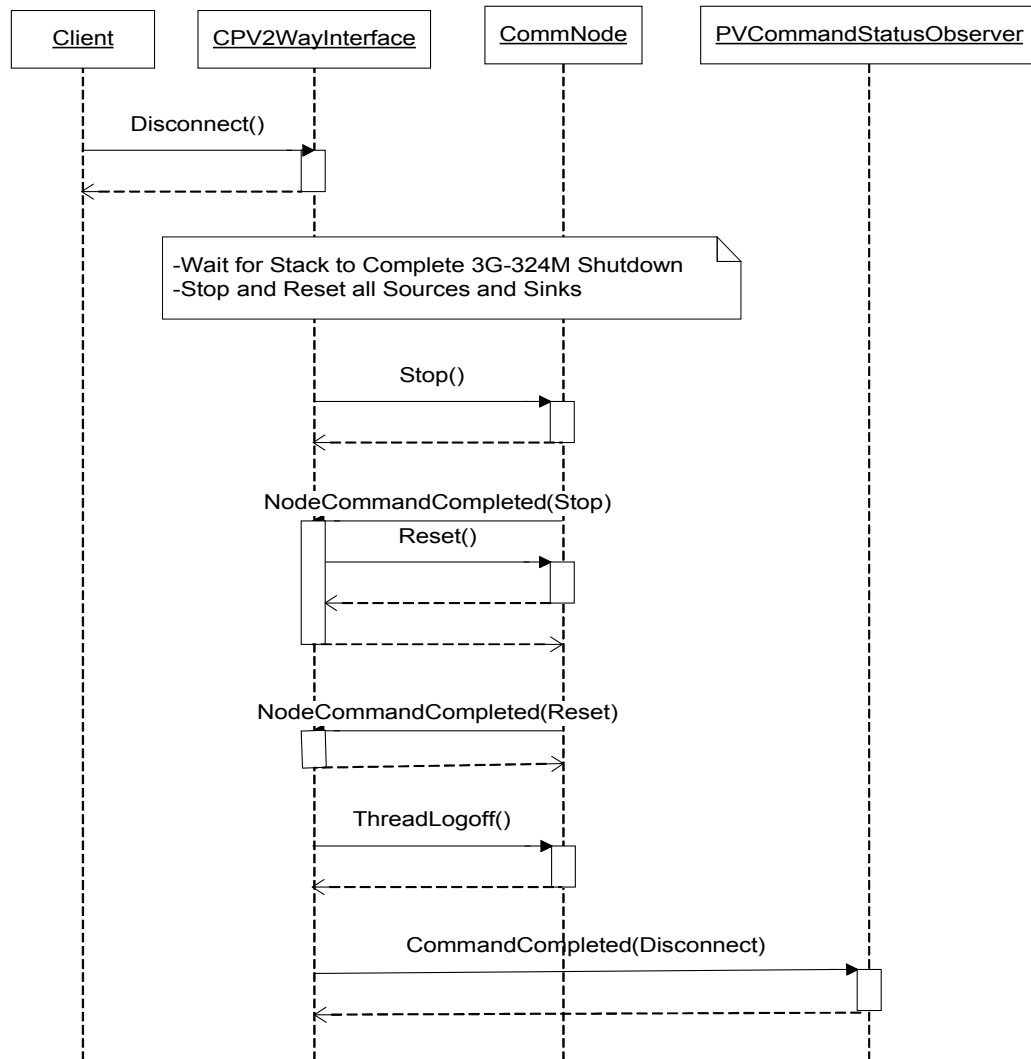 Client
CPV2WayInterface
CommNode
PVCommandStatusObserver
Disconnect()
-Wait for Stack to Complete 3G-324M Shutdown
-Stop and Reset all Sources and Sinks
Stop()
NodeCommandCompleted(Stop)
Reset()
NodeCommandCompleted(Reset)
ThreadLogoff()
CommandCompleted(Disconnect)